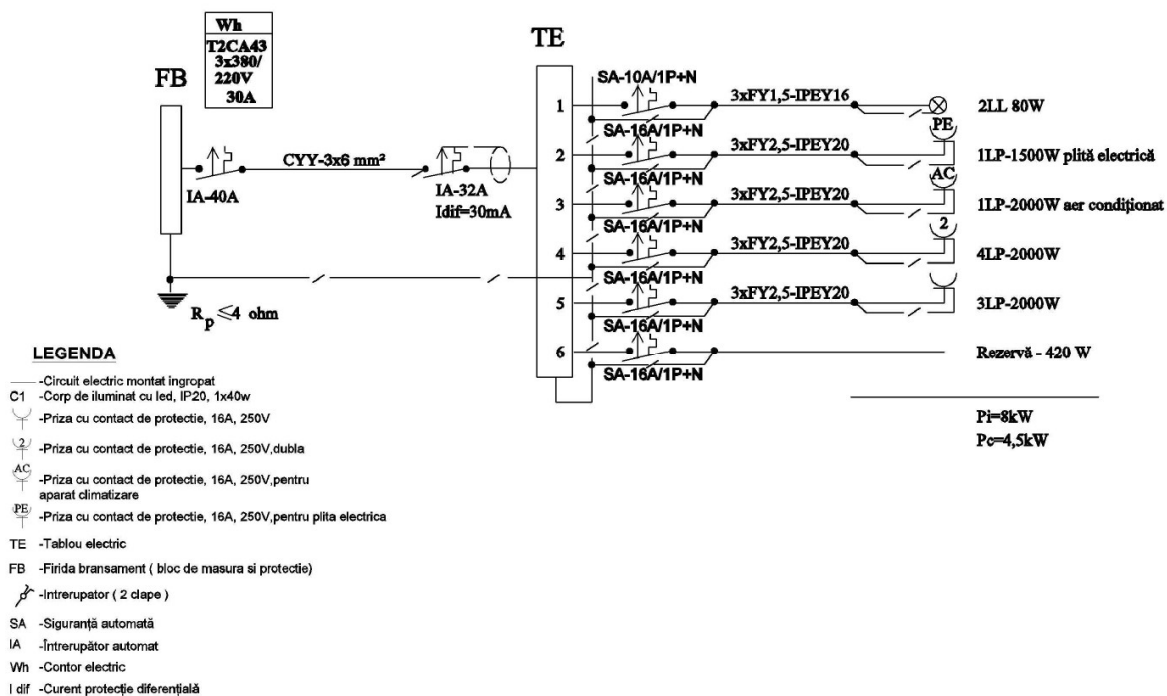 Wh
T2CA43
3x380/
220V
30A
FB
TE
IA-40A
CYY-3x6 mm²
IA-32A
Idif=30mA
R p ⩽4 ohm
SA-10A/1P+N
1
3xFY1,5-IPEY16
2LL 80W
SA-16A/1P+N
PE
2
3xFY2,5-IPEY20
1LP-1500W plită electrică
SA-16A/1P+N
AC
3
3xFY2,5-IPEY20
1LP-2000W aer condiționat
SA-16A/1P+N
2
4
3xFY2,5-IPEY20
4LP-2000W
SA-16A/1P+N
5
3xFY2,5-IPEY20
3LP-2000W
SA-16A/1P+N
6
Rezervă - 420 W
SA-16A/1P+N
Pi=8kW
Pc=4,5kW
LEGENDA
-Circuit electric montat ingropat
C1 -Corp de iluminat cu led, IP20, 1x40w
-Priza cu contact de protectie, 16A, 250V
2 -Priza cu contact de protectie, 16A, 250V,dubla
AC -Priza cu contact de protectie, 16A, 250V,pentru
aparat climatizare
PE -Priza cu contact de protectie, 16A, 250V,pentru plita electrica
TE -Tablou electric
FB -Firida bransament ( bloc de masura si protectie)
-Intrerupator ( 2 clape )
SA -Siguranță automată
IA -Întrerupător automat
Wh -Contor electric
I dif -Curent protecție diferențială